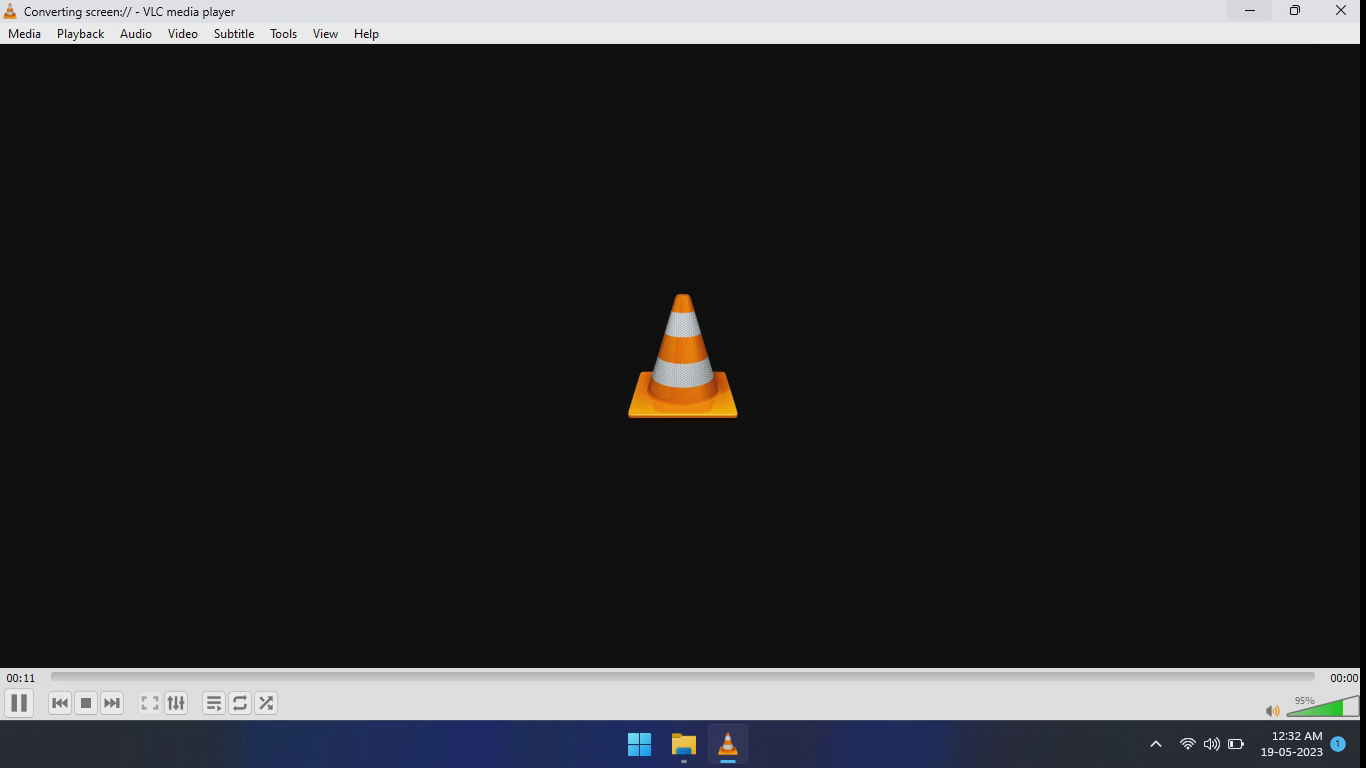 Converting screen:// - VLC media player
Media Playback Audio Video Subtitle Tools View Help
00:11 00:00
95%
12:32 AM
19-05-2023 1